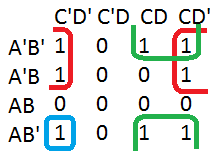 C'D' C'D CD CD'
A'B' 1 0 1 1
A'B 1 0 0 1
AB 0 0 0 0
AB' 1 0 1 1